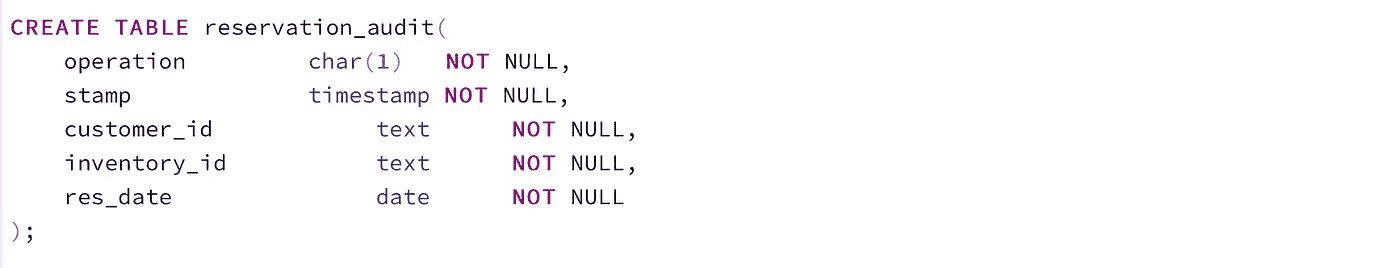 CREATE TABLE reservation_audit(
    operation         char(1)   NOT NULL,
    stamp             timestamp NOT NULL,
    customer_id            text      NOT NULL,
    inventory_id           text      NOT NULL,
    res_date               date      NOT NULL
);